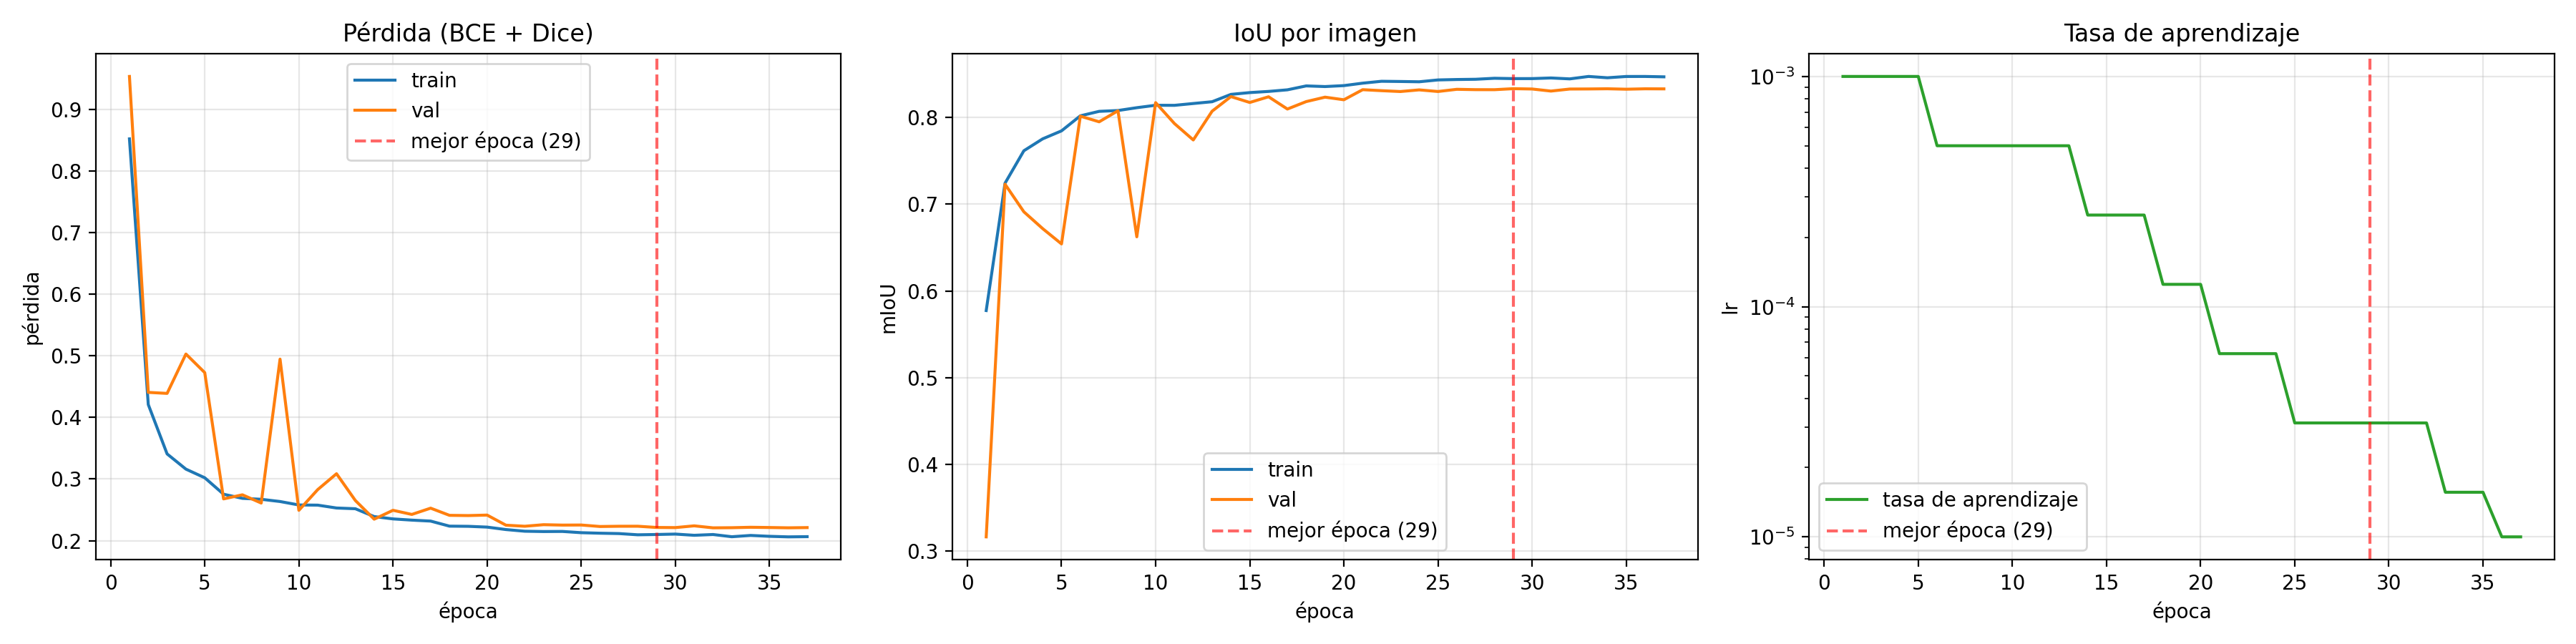 Pérdida (BCE + Dice)
train
val
mejor época (29)
0.9
0.8
0.7
0.6
0.5
0.4
0.3
0.2
pérdida
0 5 10 15 20 25 30 35
época
IoU por imagen
0.8
0.7
0.6
0.5
0.4
0.3
mIoU
train
val
mejor época (29)
0 5 10 15 20 25 30 35
época
Tasa de aprendizaje
10⁻³
10⁻⁴
10⁻⁵
lr
tasa de aprendizaje
mejor época (29)
0 5 10 15 20 25 30 35
época